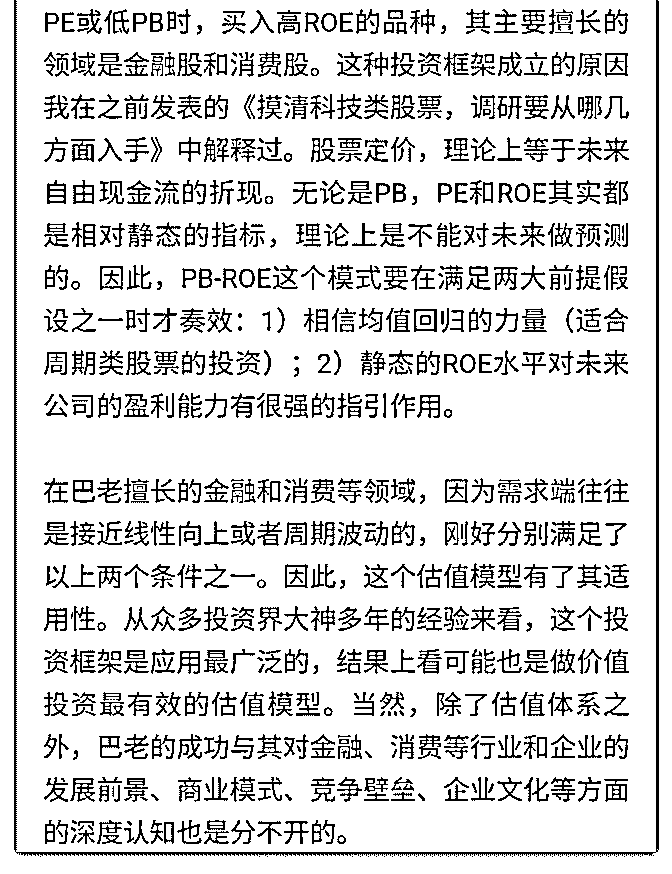 PE或低PB时，买入高ROE的品种，其主要擅长的
领域是金融股和消费股。这种投资框架成立的原因
我在之前发表的《摸清科技类股票，调研要从哪几
方面入手》中解释过。股票定价，理论上等于未来
自由现金流的折现。无论是PB，PE和ROE其实都
是相对静态的指标，理论上是不能对未来做预测
的。因此，PB-ROE这个模式要在满足两大前提假
设之一时才奏效：1）相信均值回归的力量（适合
周期类股票的投资）；2）静态的ROE水平对未来
公司的盈利能力有很强的指引作用。
在巴老擅长的金融和消费等领域，因为需求端往往
是接近线性向上或者周期波动的，刚好分别满足了
以上两个条件之一。因此，这个估值模型有了其适
用性。从众多投资界大神多年的经验来看，这个投
资框架是应用最广泛的，结果上看可能也是做价值
投资最有效的估值模型。当然，除了估值体系之
外，巴老的成功与其对金融、消费等行业和企业的
发展前景、商业模式、竞争壁垒、企业文化等方面
的深度认知也是分不开的。